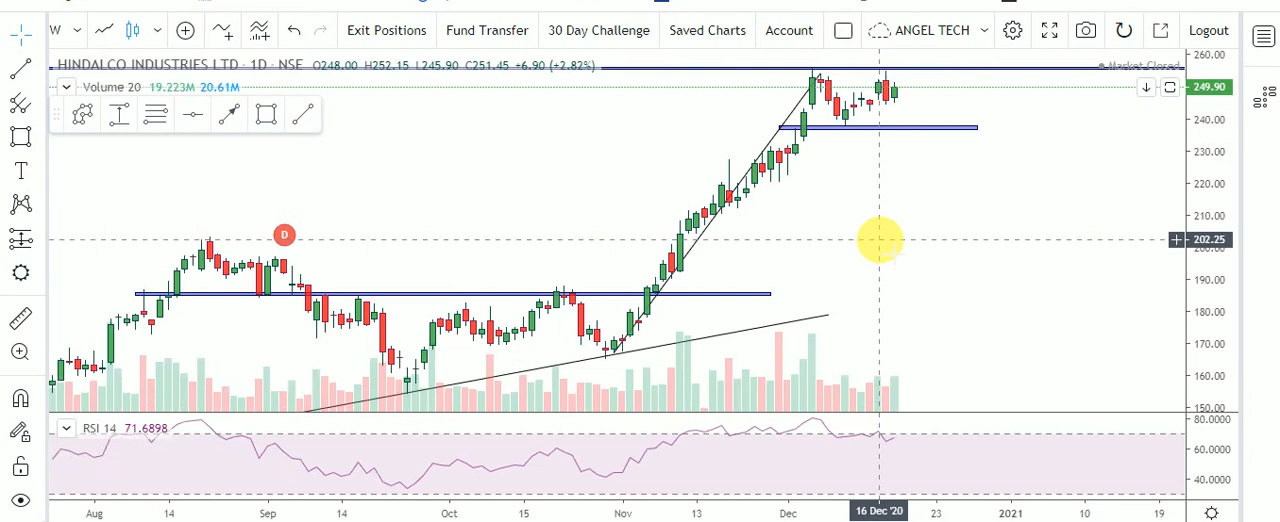 W Exit Positions Fund Transfer 30 Day Challenge Saved Charts Account ANGEL TECH Logout
HINDALCO INDUSTRIES LTD · 1D · NSE O248.00 H252.15 L245.90 C251.45 +6.90 (+2.82%)
Market Closed
Volume 20 19.223M 20.61M
T
D
260.00
249.90
240.00
230.00
220.00
210.00
202.25
200.00
190.00
180.00
170.00
160.00
150.00
RSI 14 71.6898
80.0000
60.0000
40.0000
Aug 14 Sep 14 Oct 15 Nov 13 Dec 16 Dec '20 23 2021 10 19